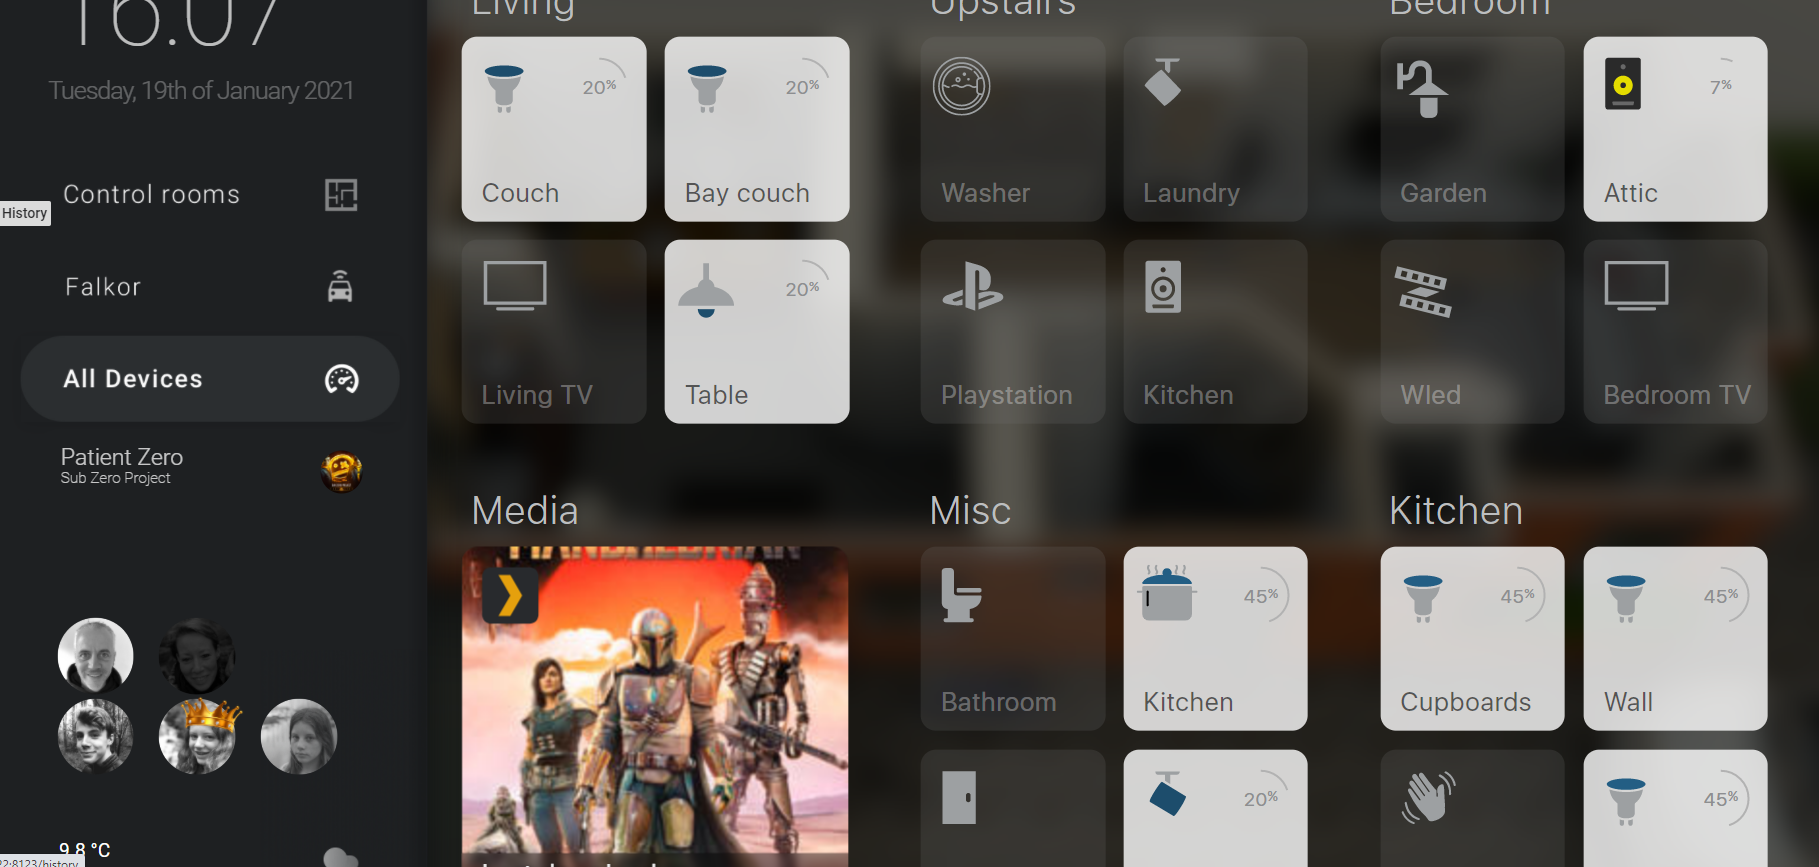 16:07
Tuesday, 19th of January 2021
Control rooms
History
Falkor
All Devices
Patient Zero
Sub Zero Project
9.8 °C
22:8123/history
Living
20%
Couch
20%
Bay couch
Living TV
20%
Table
Upstairs
Washer
Laundry
Playstation
Kitchen
Bedroom
Garden
7%
Attic
Wled
Bedroom TV
Media
MANDALORIAN
Misc
Bathroom
45%
Kitchen
20%
Kitchen
45%
Cupboards
45%
Wall
45%